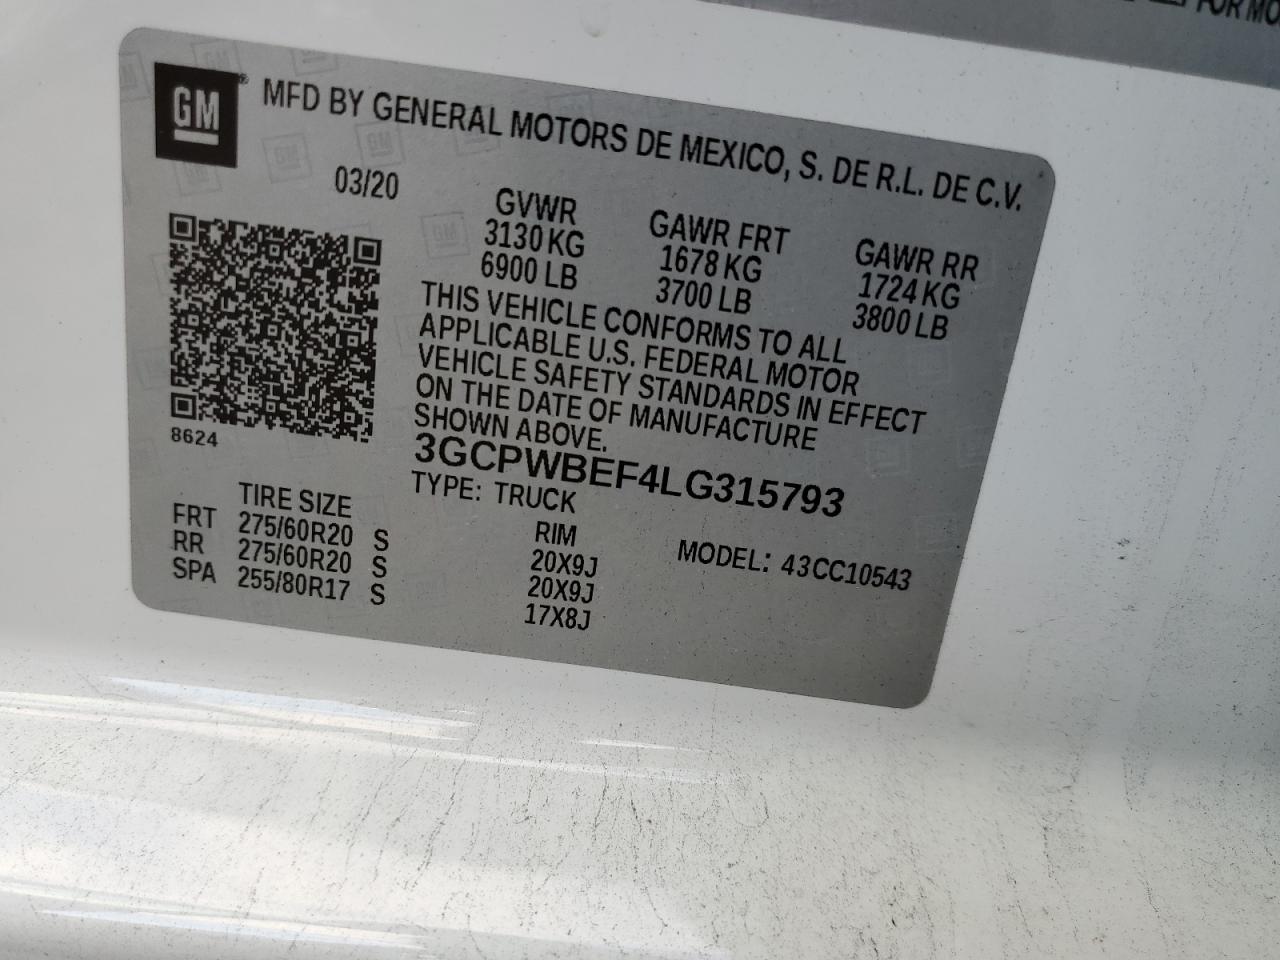 FOR MO
GM® MFD BY GENERAL MOTORS DE MEXICO, S. DE R.L. DE C.V.
03/20
GVWR GAWR FRT GAWR RR
3130 KG 1678 KG 1724 KG
6900 LB 3700 LB 3800 LB
THIS VEHICLE CONFORMS TO ALL
APPLICABLE U.S. FEDERAL MOTOR
VEHICLE SAFETY STANDARDS IN EFFECT
ON THE DATE OF MANUFACTURE
SHOWN ABOVE.
8624
3GCPWBEF4LG315793
TYPE: TRUCK
TIRE SIZE RIM MODEL: 43CC10543
FRT 275/60R20 S 20X9J
RR 275/60R20 S 20X9J
SPA 255/80R17 S 17X8J